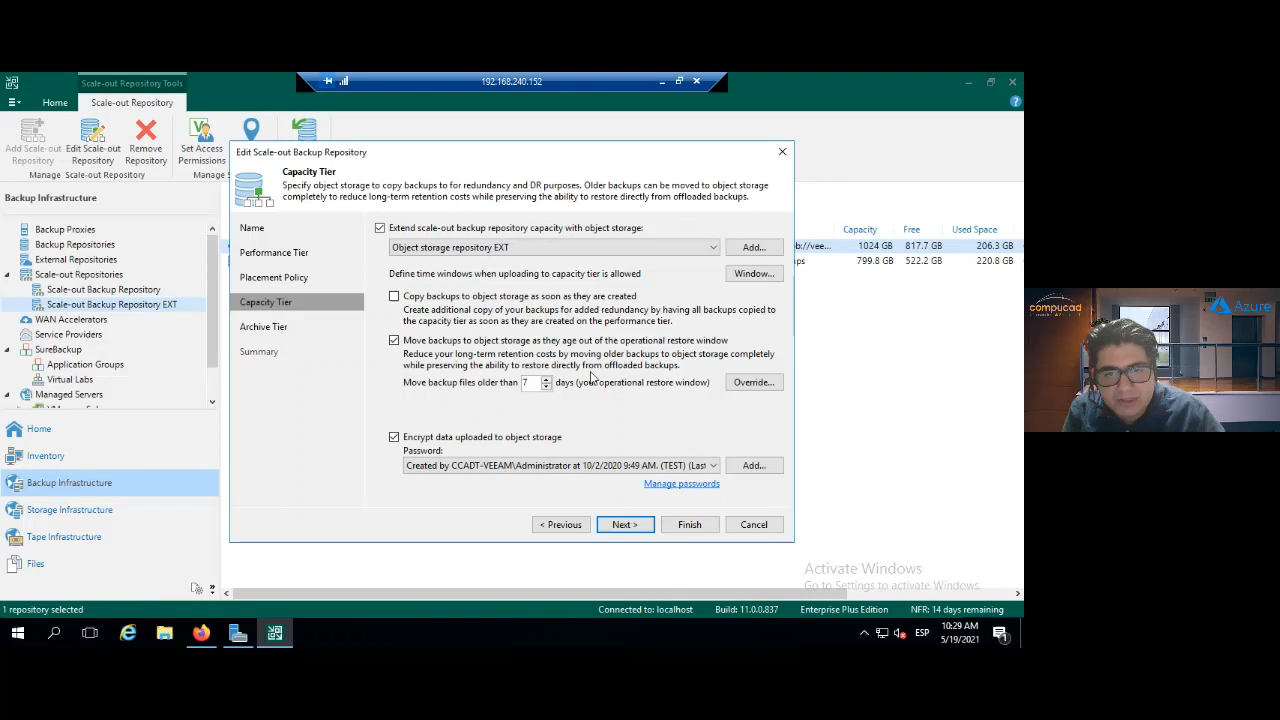 Scale-out Repository Tools
192.168.240.152
Home
Scale-out Repository
Add Scale-out
Repository
Edit Scale-out
Repository
Remove
Repository
Set Access
Permissions
Manage Scale-out Repository
Manage S
Backup Infrastructure
Backup Proxies
Backup Repositories
External Repositories
Scale-out Repositories
Scale-out Backup Repository
Scale-out Backup Repository EXT
WAN Accelerators
Service Providers
SureBackup
Application Groups
Virtual Labs
Managed Servers
Home
Inventory
Backup Infrastructure
Storage Infrastructure
Tape Infrastructure
Files
Edit Scale-out Backup Repository
Capacity Tier
Specify object storage to copy backups to for redundancy and DR purposes. Older backups can be moved to object storage
completely to reduce long-term retention costs while preserving the ability to restore directly from offloaded backups.
Name
Performance Tier
Placement Policy
Capacity Tier
Archive Tier
Summary
Extend scale-out backup repository capacity with object storage:
Object storage repository EXT
Add...
Define time windows when uploading to capacity tier is allowed
Window...
Copy backups to object storage as soon as they are created
Create additional copy of your backups for added redundancy by having all backups copied to
the capacity tier as soon as they are created on the performance tier.
Move backups to object storage as they age out of the operational restore window
Reduce your long-term retention costs by moving older backups to object storage completely
while preserving the ability to restore directly from offloaded backups.
Move backup files older than 7 days (your operational restore window)
Override...
Encrypt data uploaded to object storage
Password:
Created by CCADT-VEEAM\Administrator at 10/2/2020 9:49 AM. (TEST) (Last
Add...
Manage passwords
< Previous
Next >
Finish
Cancel
Capacity Free Used Space
b://vee... 1024 GB 817.7 GB 206.3 GB
ps 799.8 GB 522.2 GB 220.8 GB
compucad
Azure
Activate Windows
Go to Settings to activate Windows.
1 repository selected
Connected to: localhost
Build: 11.0.0.837
Enterprise Plus Edition
NFR: 14 days remaining
ESP
10:29 AM
5/19/2021
1